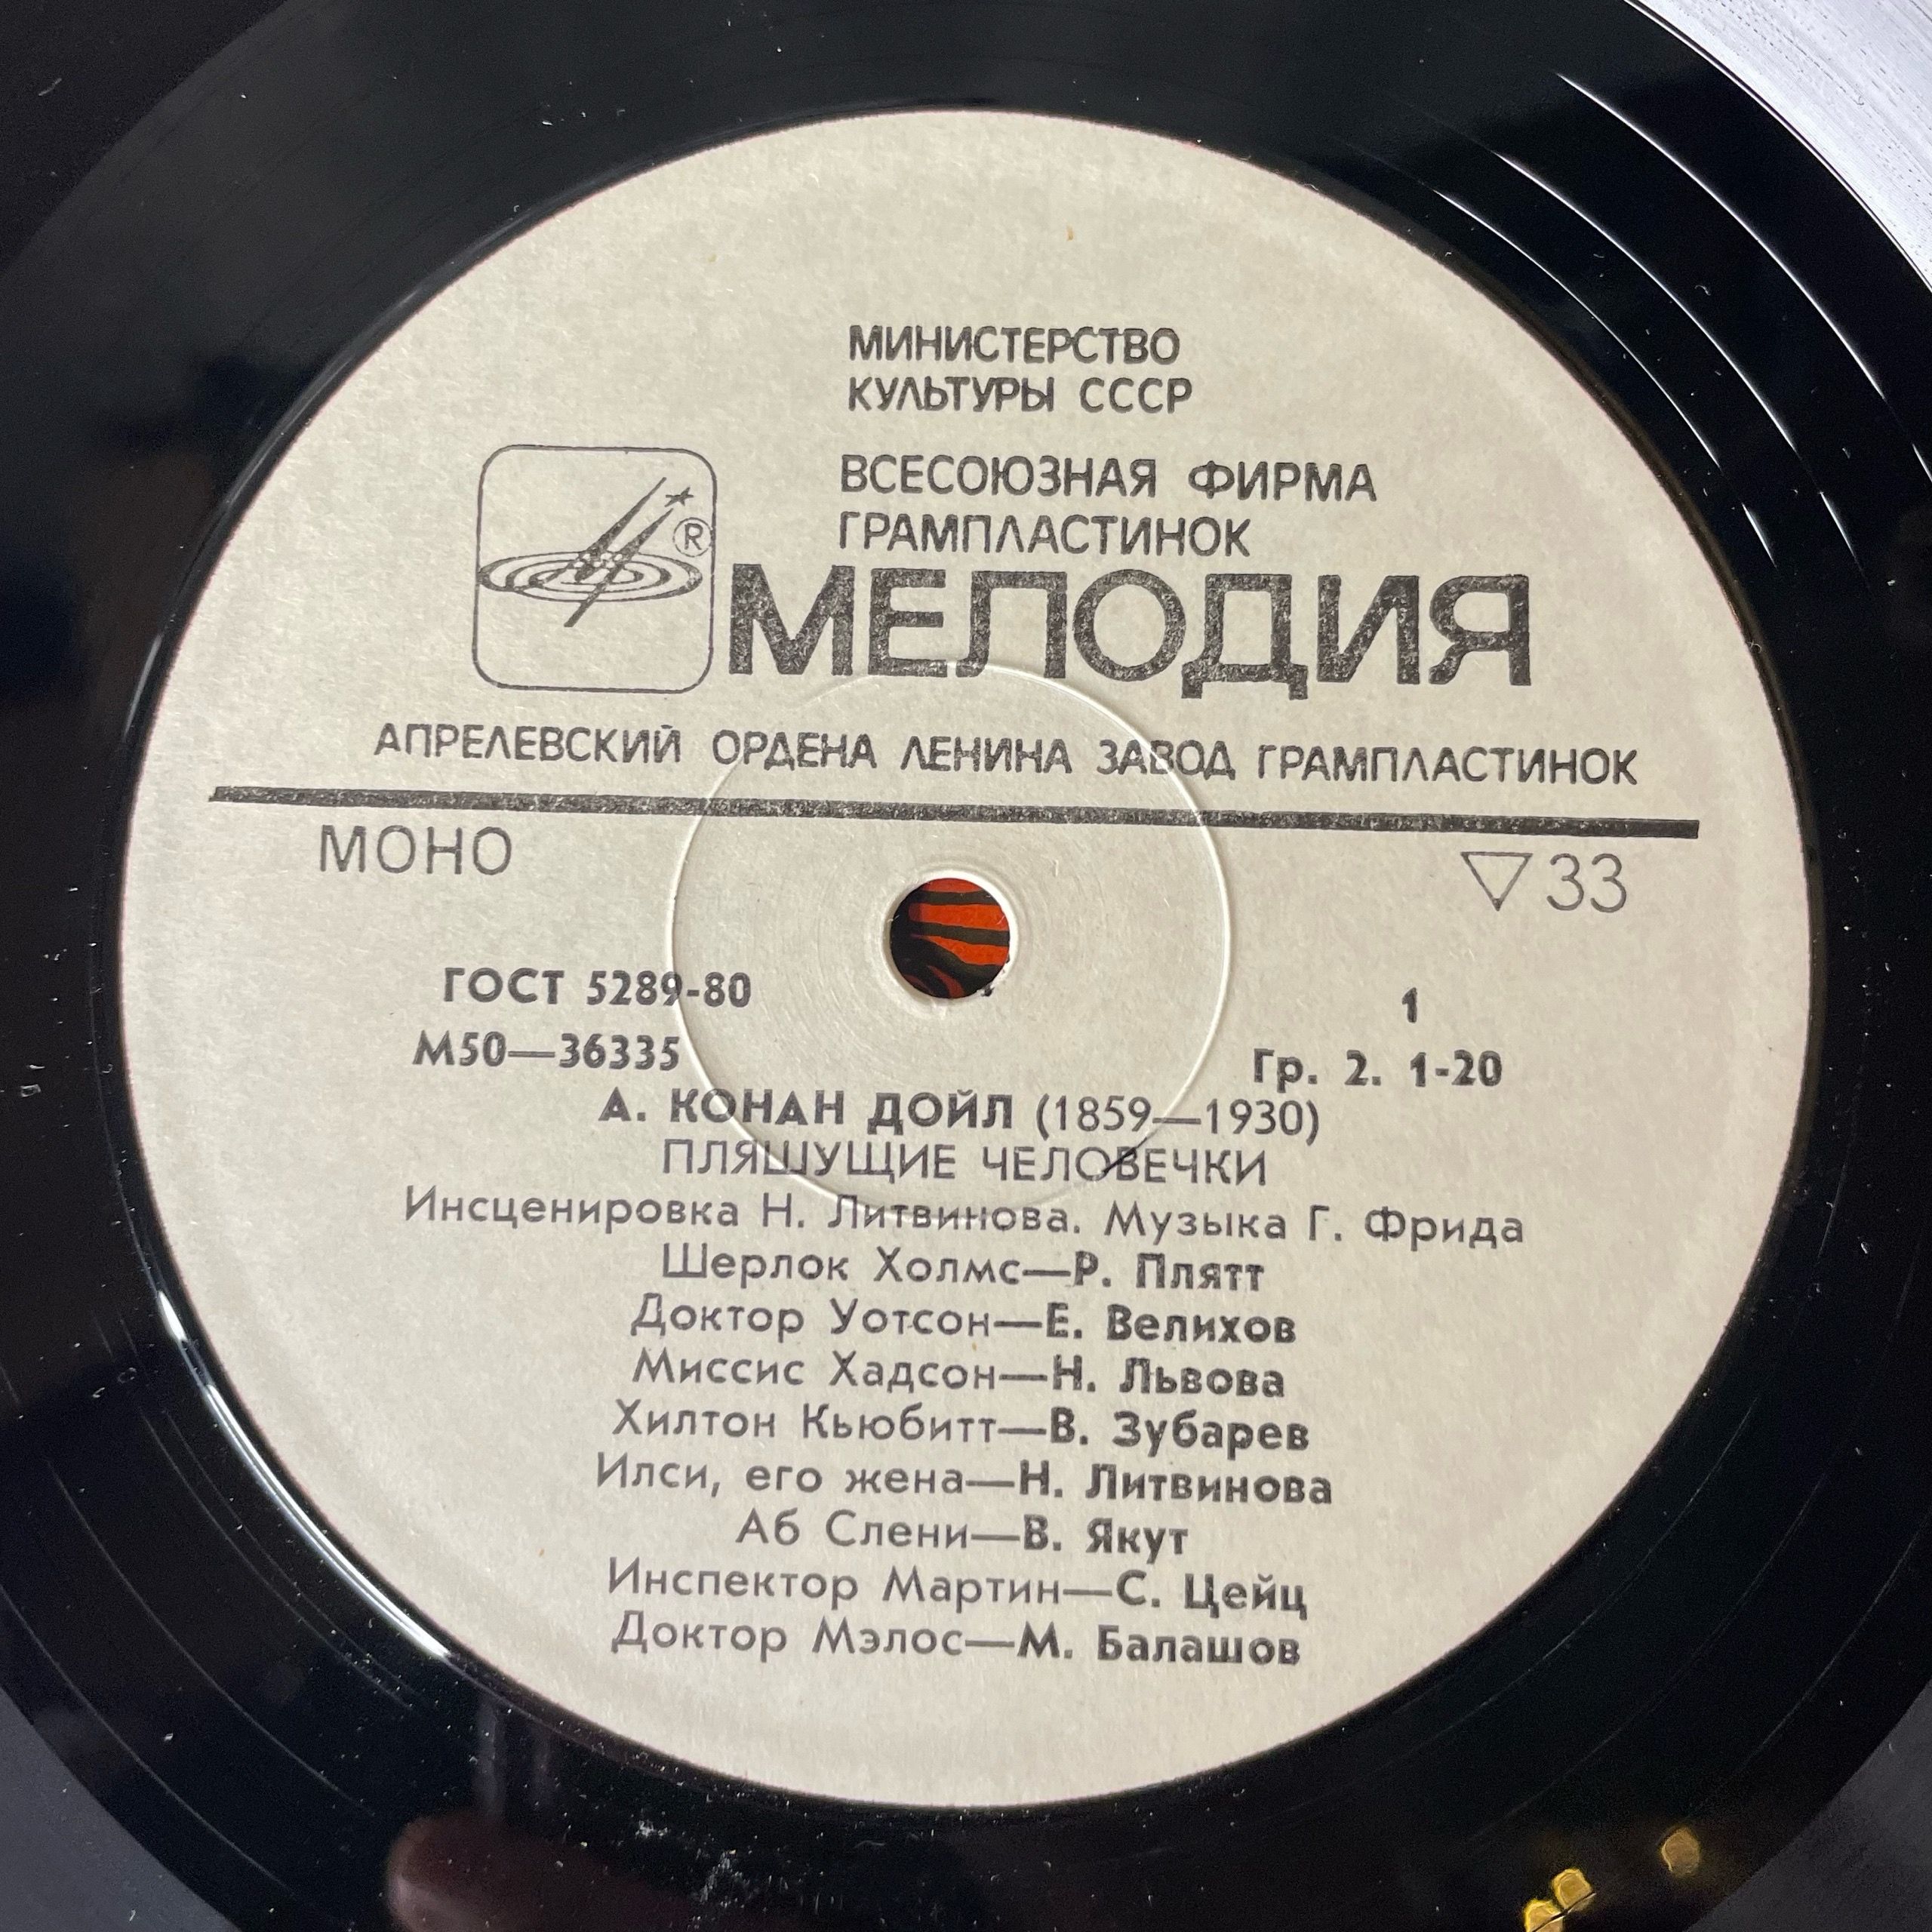 МИНИСТЕРСТВО
КУЛЬТУРЫ СССР
ВСЕСОЮЗНАЯ ФИРМА
ГРАМПЛАСТИНОК
®
МЕЛОДИЯ
АПРЕЛЕВСКИЙ ОРДЕНА ЛЕНИНА ЗАВОД ГРАМПЛАСТИНОК
МОНО
▽ 33
ГОСТ 5289-80
1
М50—36335
Гр. 2. 1-20
А. КОНАН ДОЙЛ (1859—1930)
ПЛЯШУЩИЕ ЧЕЛОВЕЧКИ
Инсценировка Н. Литвинова. Музыка Г. Фрида
Шерлок Холмс—Р. Плятт
Доктор Уотсон—Е. Велихов
Миссис Хадсон—Н. Львова
Хилтон Кьюбитт—В. Зубарев
Илси, его жена—Н. Литвинова
Аб Слени—В. Якут
Инспектор Мартин—С. Цейц
Доктор Мэлос—М. Балашов